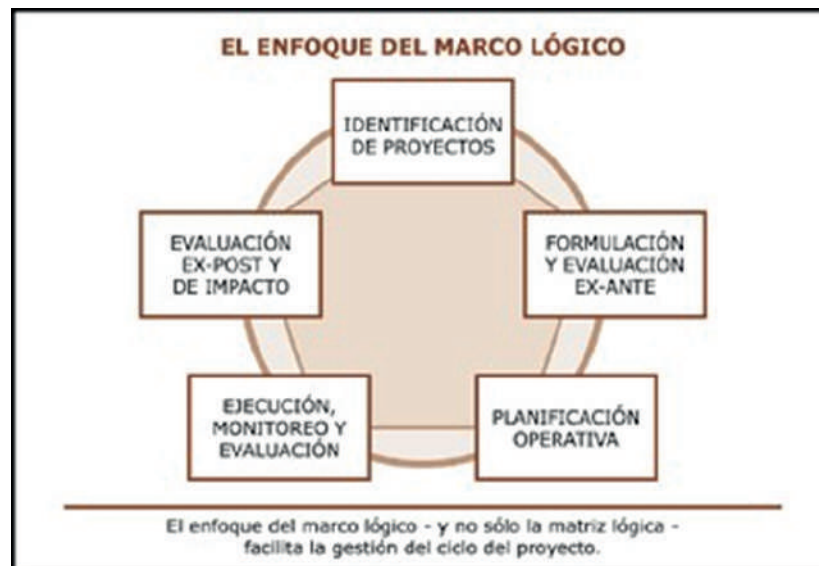 EL ENFOQUE DEL MARCO LÓGICO
IDENTIFICACIÓN
DE PROYECTOS
EVALUACIÓN
EX-POST Y
DE IMPACTO
FORMULACIÓN
Y EVALUACIÓN
EX-ANTE
EJECUCIÓN,
MONITOREO Y
EVALUACIÓN
PLANIFICACIÓN
OPERATIVA
El enfoque del marco lógico - y no sólo la matriz lógica -
facilita la gestión del ciclo del proyecto.